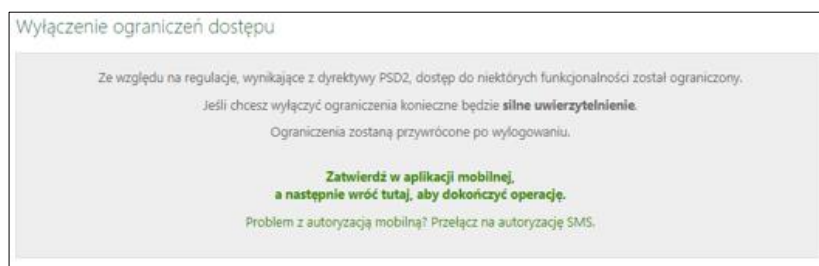 Wyłączenie ograniczeń dostępu
Ze względu na regulacje, wynikające z dyrektywy PSD2, dostęp do niektórych funkcjonalności został ograniczony.
Jeśli chcesz wyłączyć ograniczenia konieczne będzie silne uwierzytelnienie.
Ograniczenia zostaną przywrócone po wylogowaniu.
Zatwierdź w aplikacji mobilnej,
a następnie wróć tutaj, aby dokończyć operację.
Problem z autoryzacją mobilną? Przełącz na autoryzację SMS.